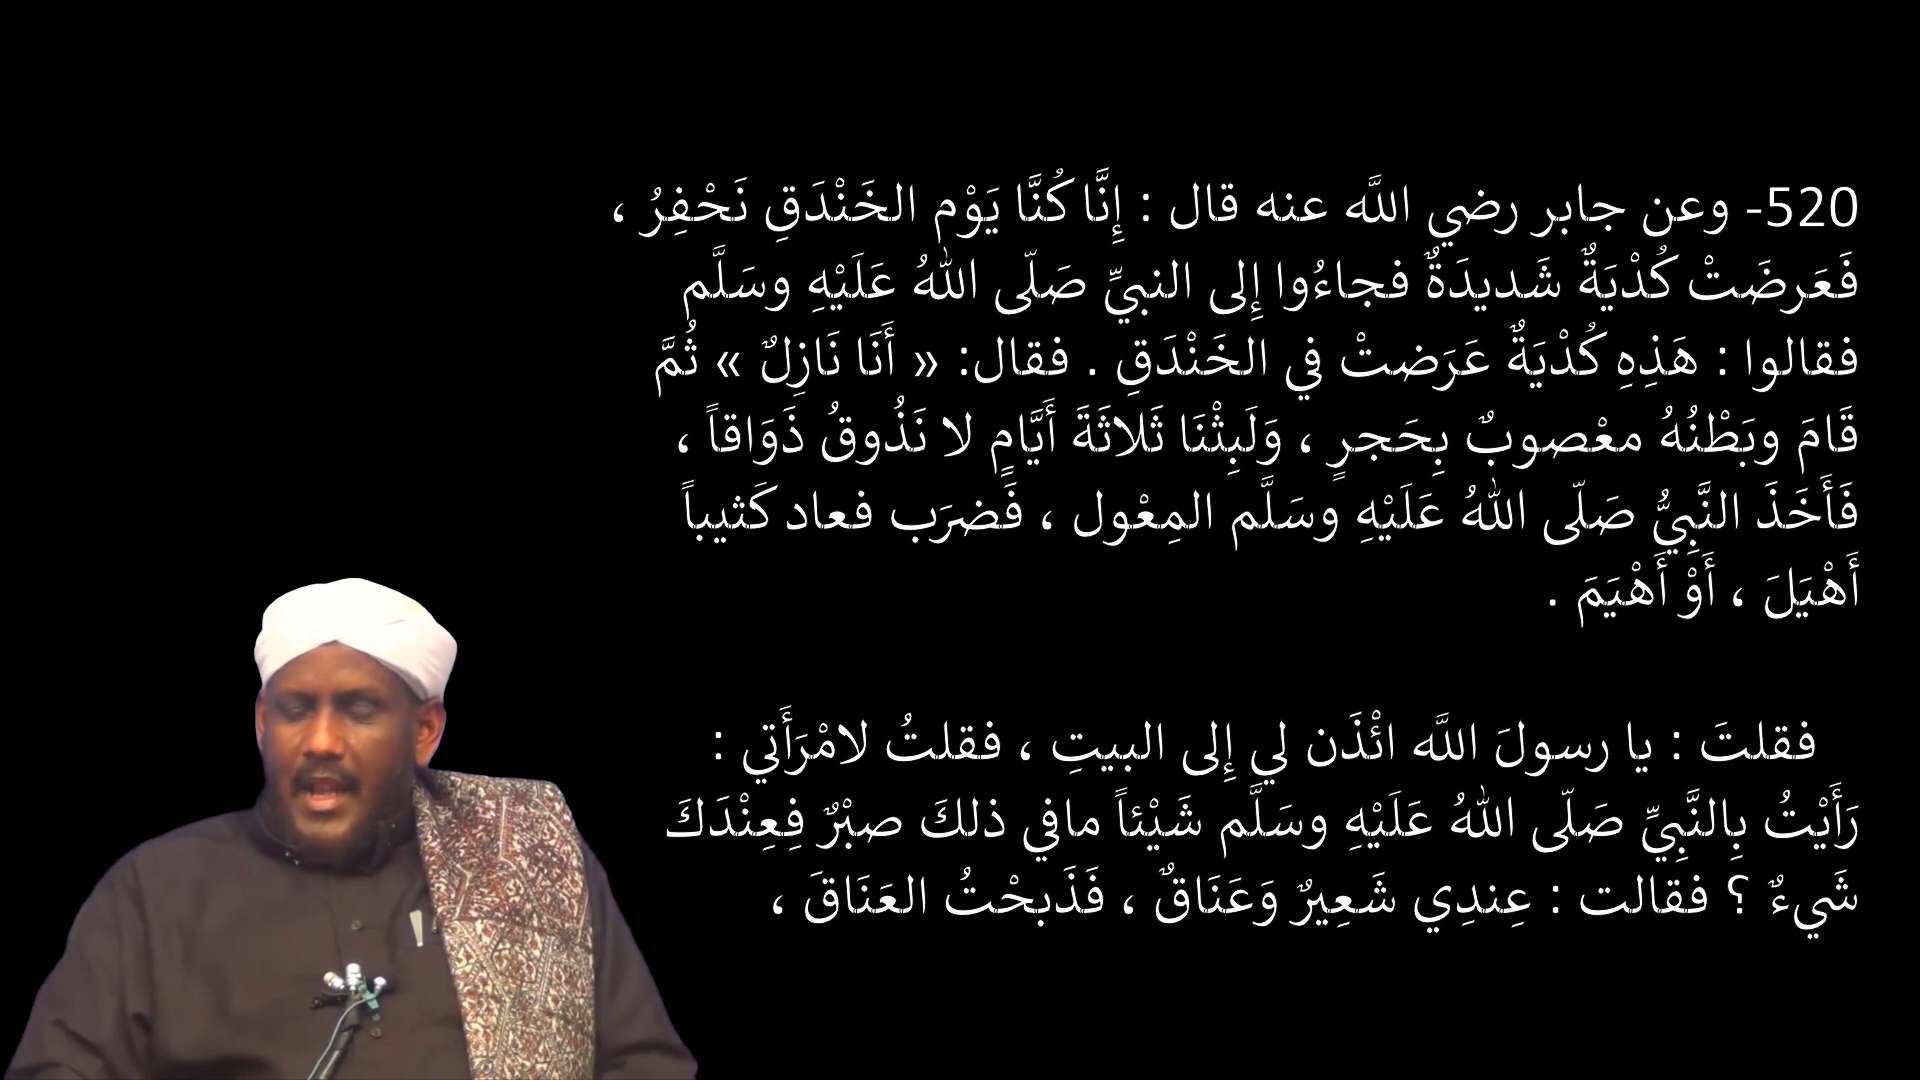 520- وعن جابر رضي اللَّه عنه قال : إِنَّا كُنَّا يَوْم الخَنْدَقِ نَحْفِرُ ،
فَعَرضَتْ كُدْيَةٌ شَديدَةٌ فجاءُوا إِلى النبيِّ صَلّى اللهُ عَلَيْهِ وسَلَّم
فقالوا : هَذِهِ كُدْيَةٌ عَرَضتْ في الخَنْدَقِ . فقال: « أَنَا نَازِلٌ » ثُمَّ
قَامَ وبَطْنُهُ معْصوبٌ بِحَجرٍ ، وَلَبِثْنَا ثَلاثَةَ أَيَّامٍ لا نَذُوقُ ذَوَاقاً ،
فَأَخَذَ النَّبِيُّ صَلّى اللهُ عَلَيْهِ وسَلَّم المِعْول ، فَضرَب فعاد كَثيباً
أَهْيَلَ ، أَوْ أَهْيَمَ .
فقلتَ : يا رسولَ اللَّه ائْذَن لي إِلى البيتِ ، فقلتُ لامْرَأَتي :
رَأَيْتُ بِالنَّبِيِّ صَلّى اللهُ عَلَيْهِ وسَلَّم شَيْئاً مافي ذلكَ صبْرٌ فِعِنْدَكَ
شَيءٌ ؟ فقالت : عِندِي شَعِيرٌ وَعَنَاقٌ ، فَذَبحْتُ العَنَاقَ ،